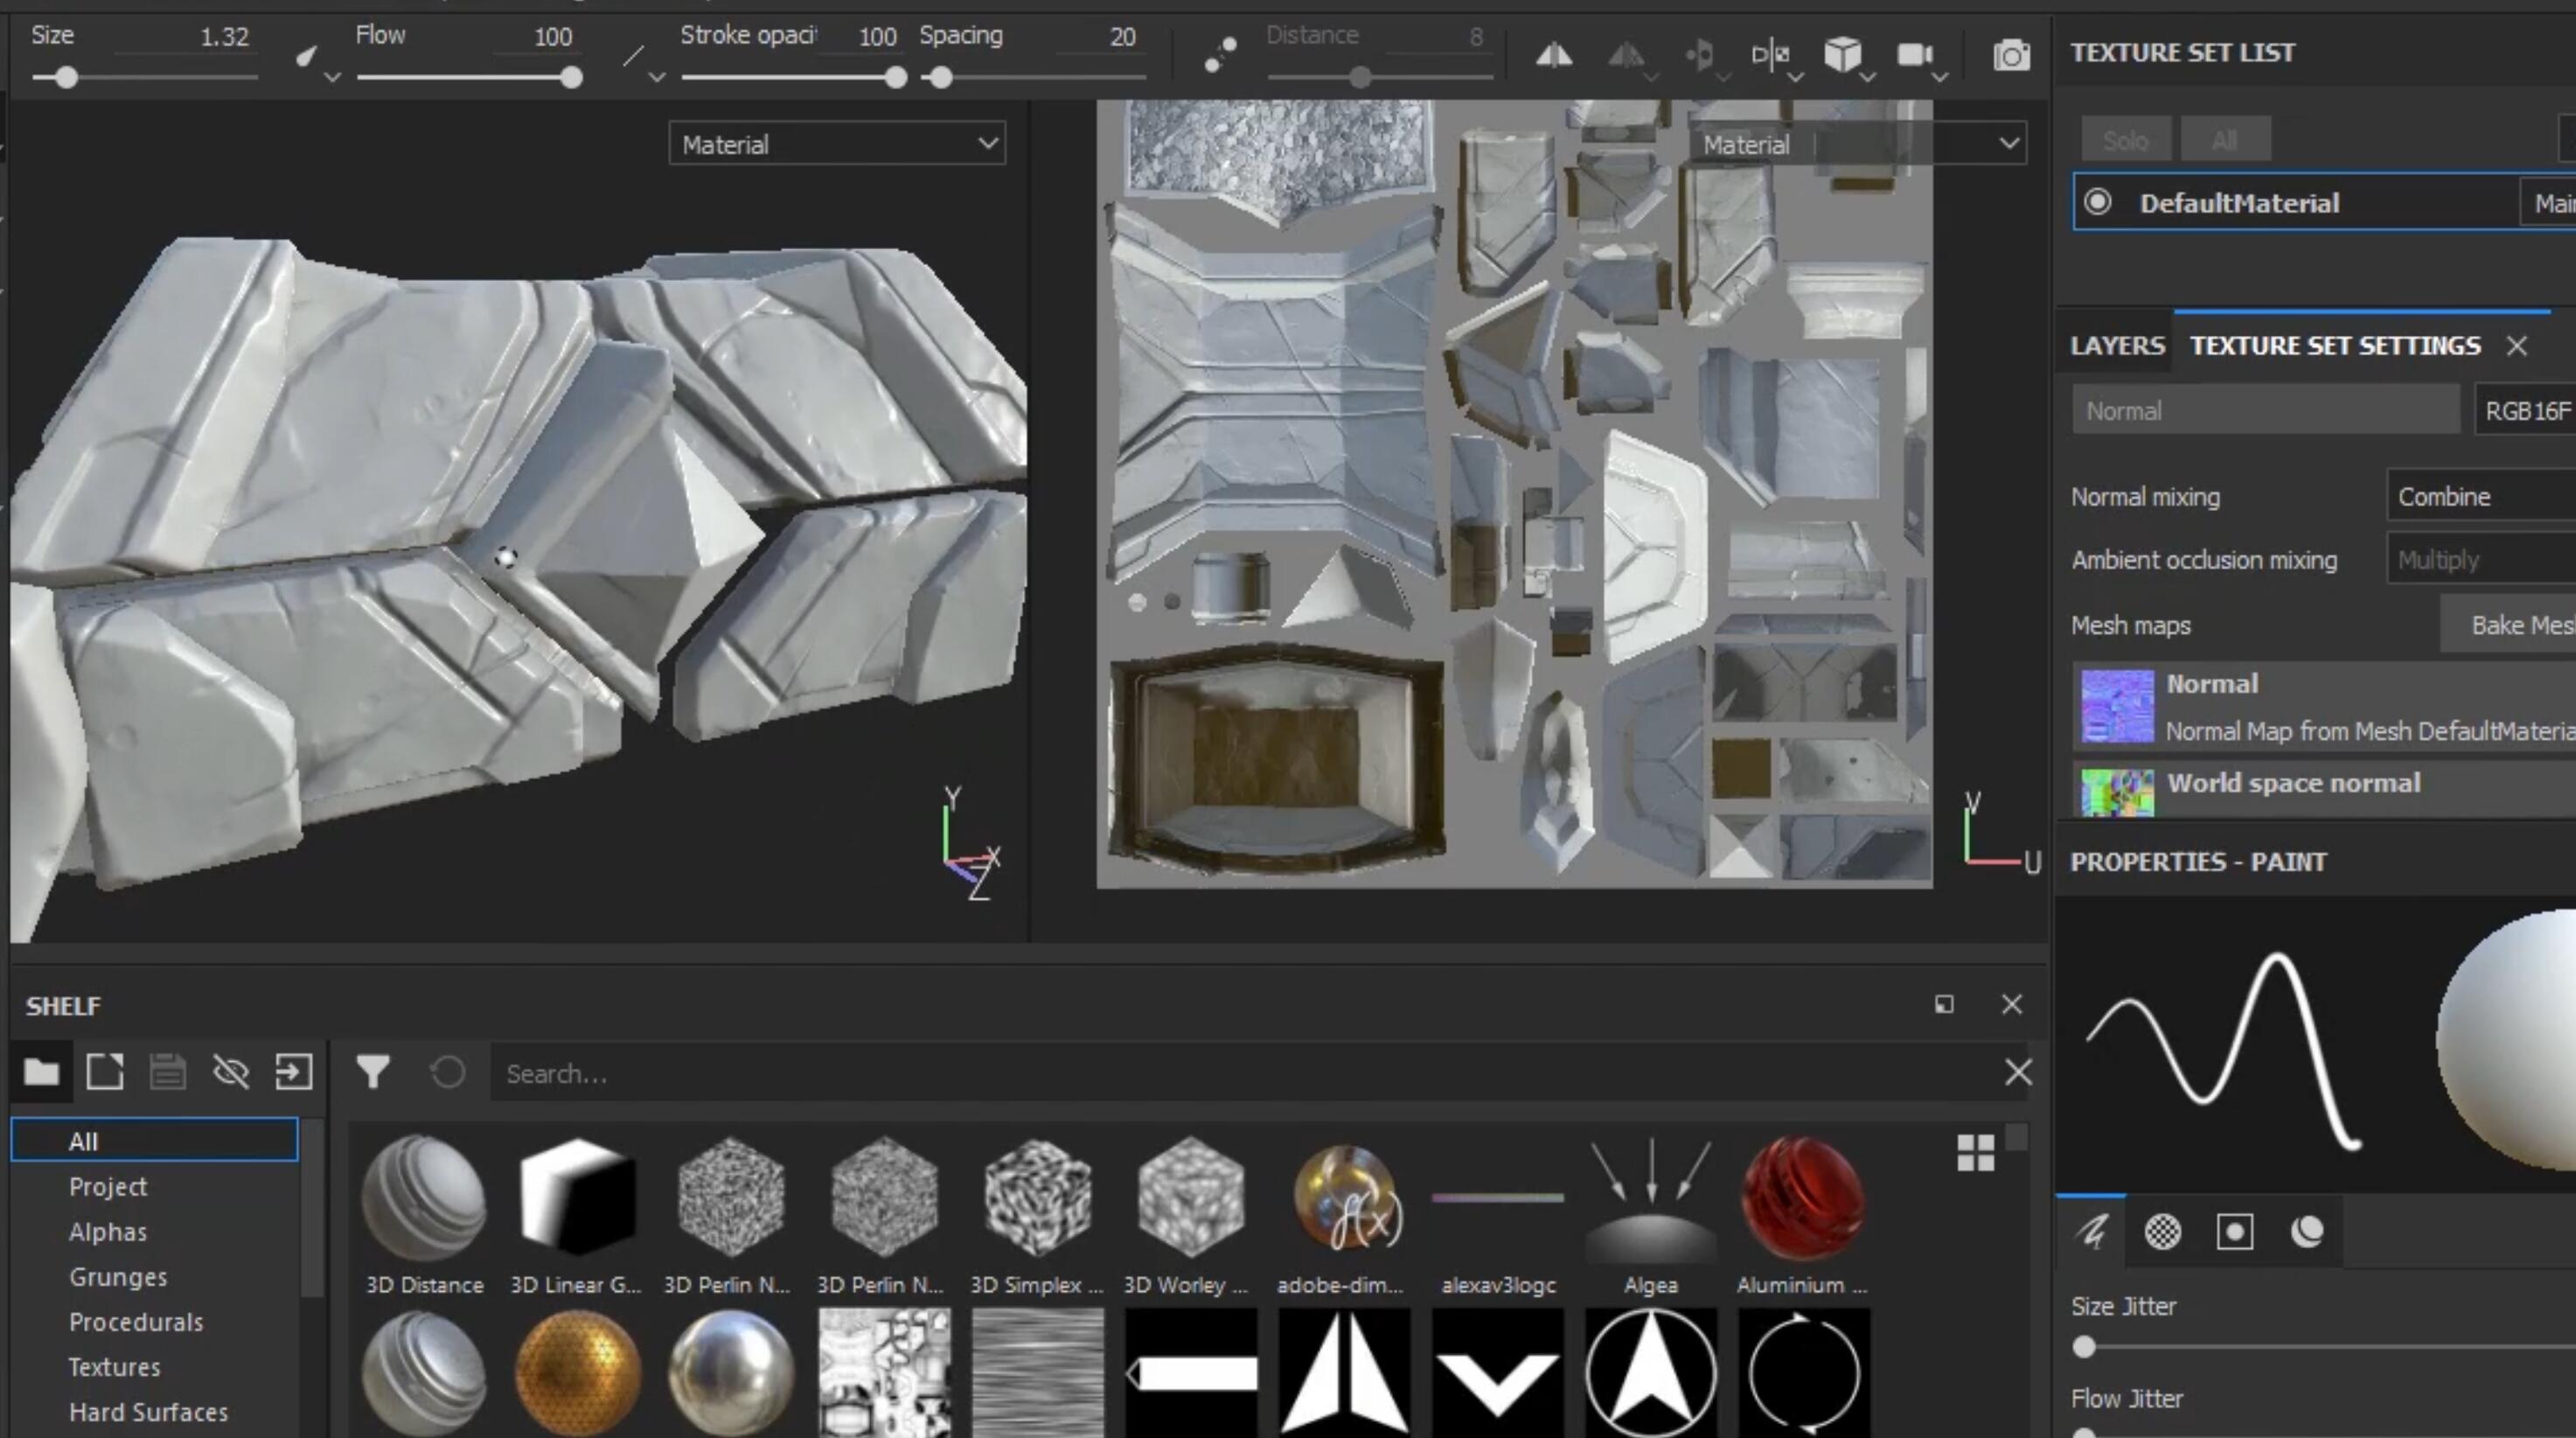 Size 1.32 Flow 100 Stroke opaci 100 Spacing 20 Distance 8
TEXTURE SET LIST
Material
Material
Solo All
DefaultMaterial Mai
LAYERS TEXTURE SET SETTINGS
Normal RGB16F
Normal mixing Combine
Ambient occlusion mixing Multiply
Mesh maps Bake Mes
Normal
Normal Map from Mesh DefaultMateria
World space normal
Y
X
Z
V
U
PROPERTIES - PAINT
SHELF
Search...
All
Project
Alphas
Grunges
Procedurals
Textures
Hard Surfaces
3D Distance 3D Linear G... 3D Perlin N... 3D Perlin N... 3D Simplex ... 3D Worley ... adobe-dim... alexav3logc Algea Aluminium ...
f(x)
Size Jitter
Flow Jitter